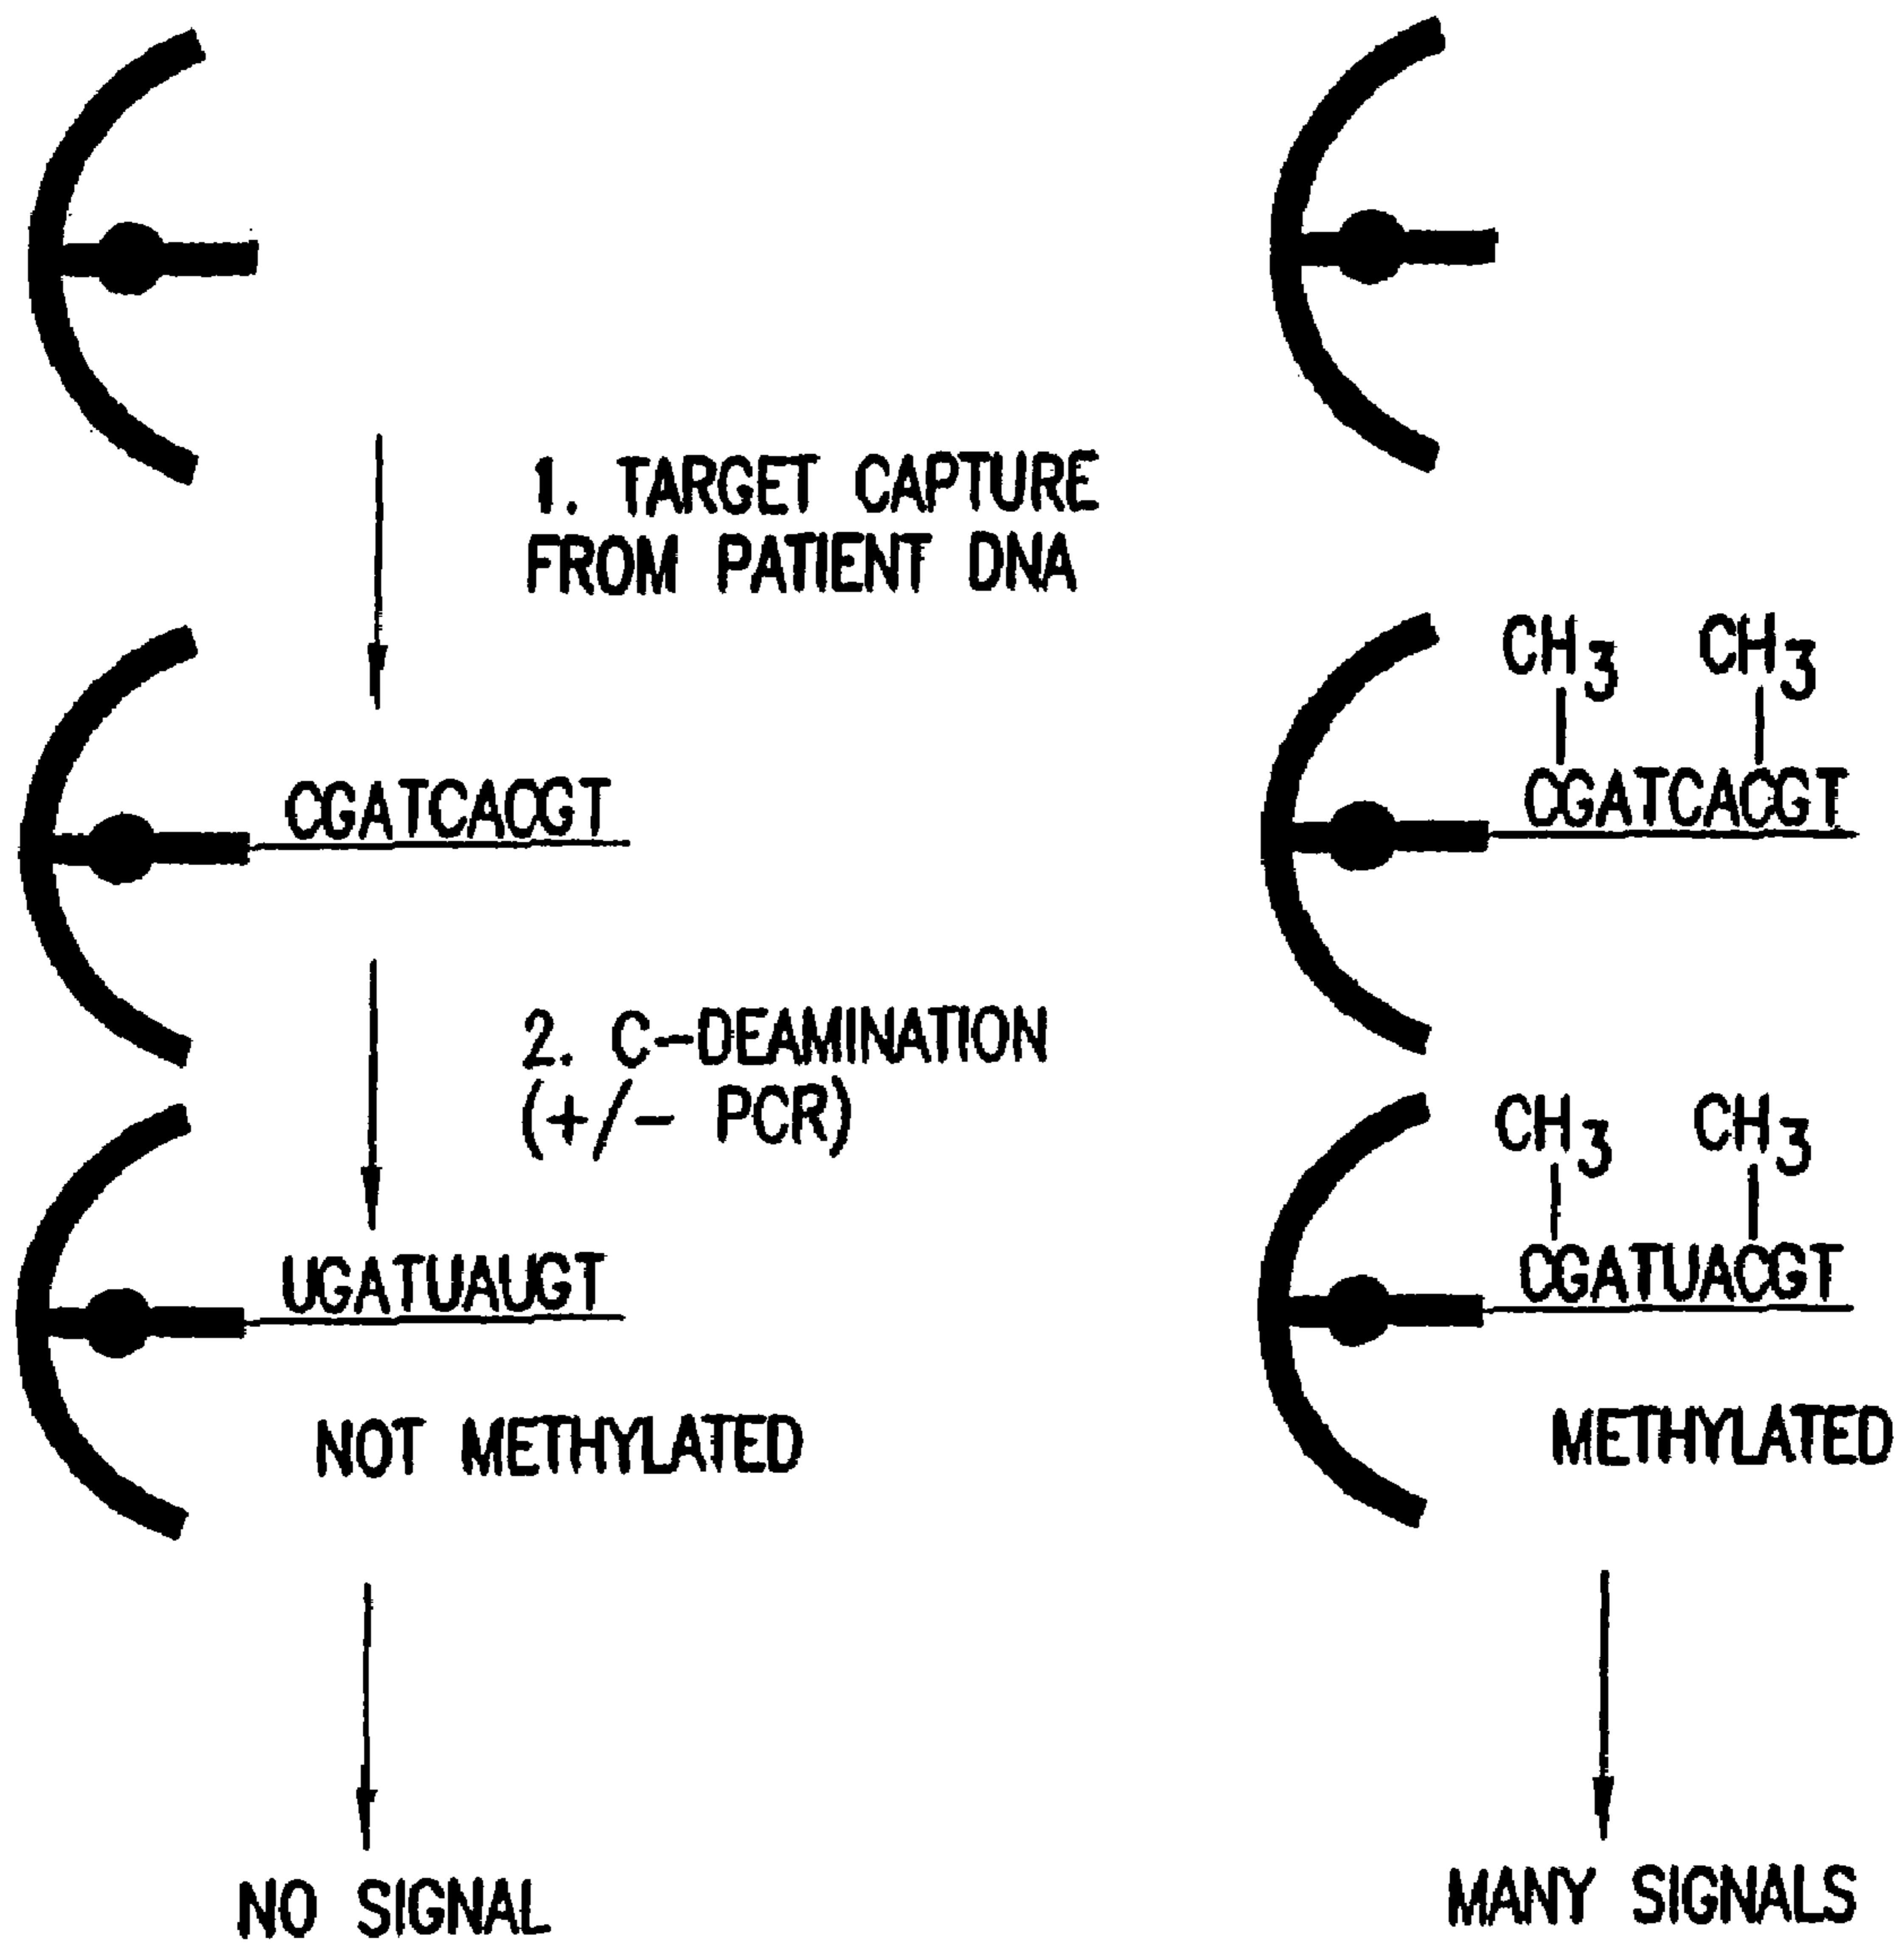 1. TARGET CAPTURE
FROM PATIENT DNA
CH3 CH3
CGATCACGT
CGATCACGT
2. C-DEAMINATION
(+/- PCR)
CH3 CH3
UGATUAUGT
CGATUACGT
NOT METHYLATED
METHYLATED
NO SIGNAL
MANY SIGNALS